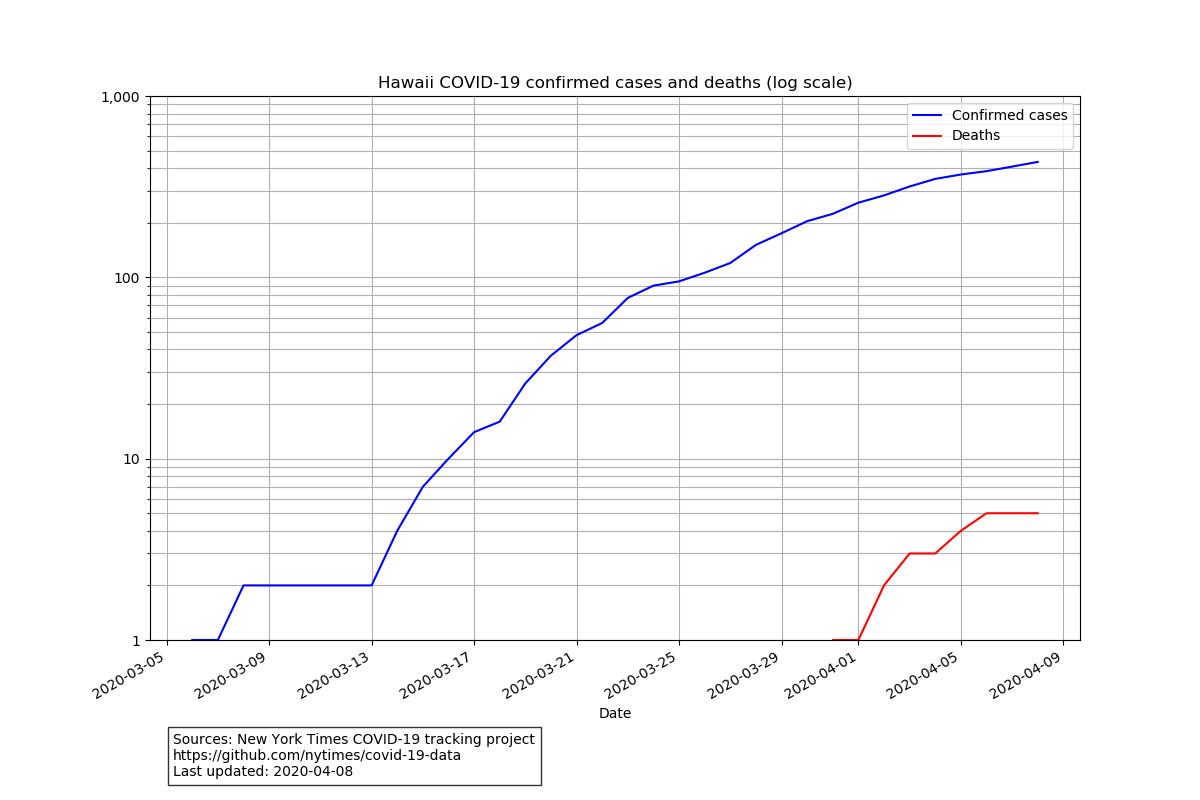 Hawaii COVID-19 confirmed cases and deaths (log scale)
1,000
100
10
1
Confirmed cases
Deaths
2020-03-05
2020-03-09
2020-03-13
2020-03-17
2020-03-21
2020-03-25
2020-03-29
2020-04-01
2020-04-05
2020-04-09
Date
Sources: New York Times COVID-19 tracking project
https://github.com/nytimes/covid-19-data
Last updated: 2020-04-08